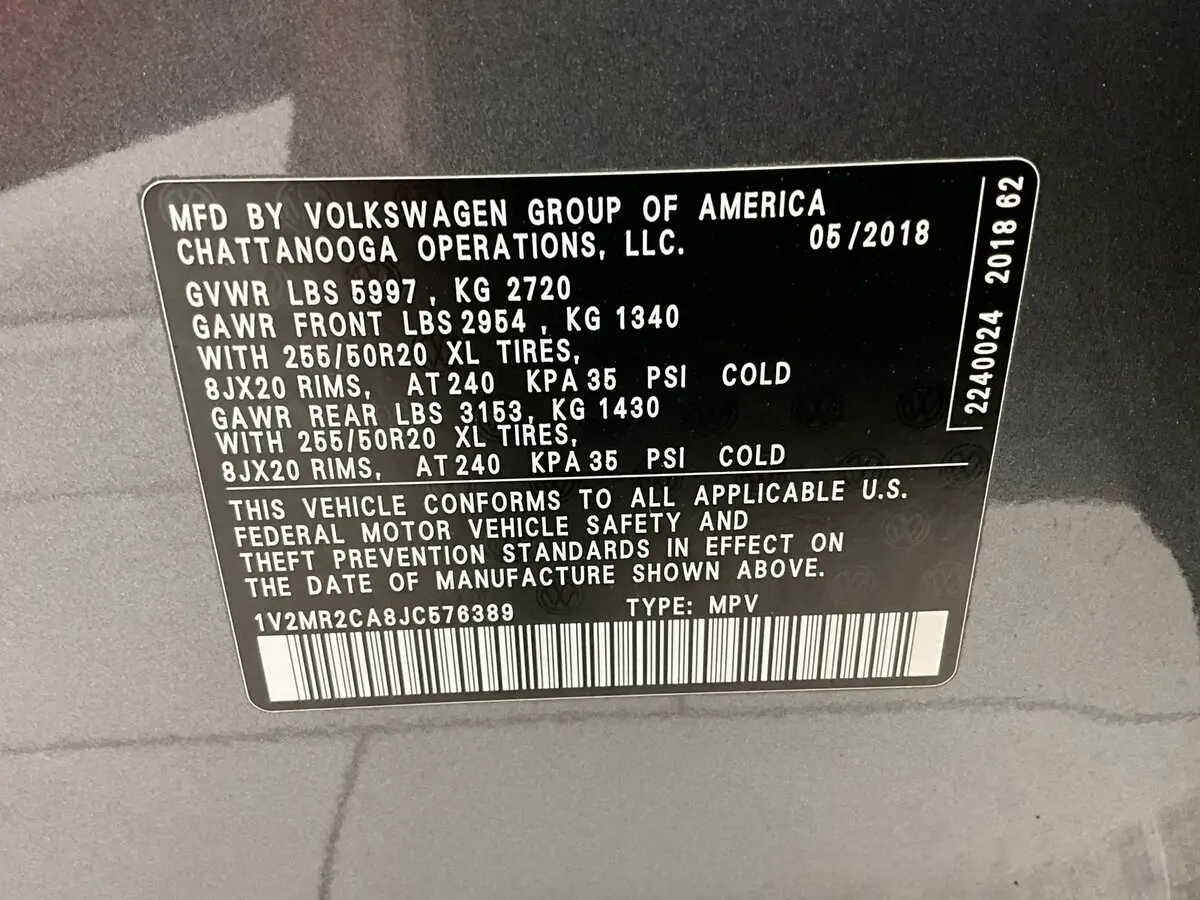 MFD BY VOLKSWAGEN GROUP OF AMERICA
CHATTANOOGA OPERATIONS, LLC. 05/2018
GVWR LBS 5997 , KG 2720
GAWR FRONT LBS 2954 , KG 1340
WITH 255/50R20 XL TIRES,
8JX20 RIMS, AT 240 KPA 35 PSI COLD
GAWR REAR LBS 3153, KG 1430
WITH 255/50R20 XL TIRES,
8JX20 RIMS, AT 240 KPA 35 PSI COLD
THIS VEHICLE CONFORMS TO ALL APPLICABLE U.S.
FEDERAL MOTOR VEHICLE SAFETY AND
THEFT PREVENTION STANDARDS IN EFFECT ON
THE DATE OF MANUFACTURE SHOWN ABOVE.
1V2MR2CA8JC576389 TYPE: MPV
2240024 2018 62